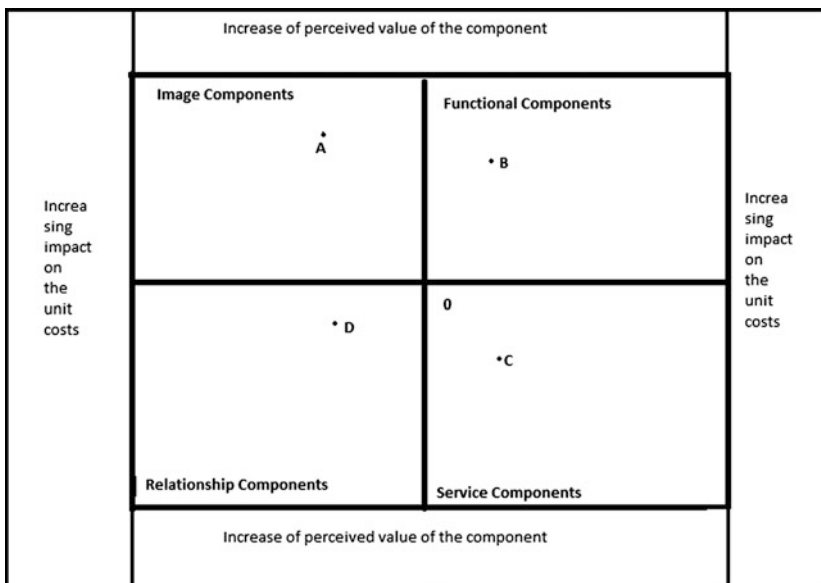 Increase of perceived value of the component
Image Components
Functional Components
A
B
Increa
sing
impact
on
the
unit
costs
Increa
sing
impact
on
the
unit
costs
0
D
C
Relationship Components
Service Components
Increase of perceived value of the component